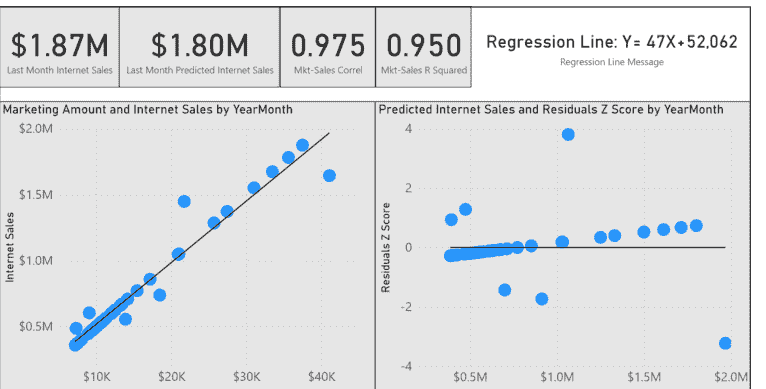 $1.87M
Last Month Internet Sales
$1.80M
Last Month Predicted Internet Sales
0.975
Mkt-Sales Correl
0.950
Mkt-Sales R Squared
Regression Line: Y= 47X+52,062
Regression Line Message
Marketing Amount and Internet Sales by YearMonth
$2.0M
$1.5M
$1.0M
$0.5M
Internet Sales
$10K $20K $30K $40K
Predicted Internet Sales and Residuals Z Score by YearMonth
4
2
0
-2
-4
Residuals Z Score
$0.5M $1.0M $1.5M $2.0M